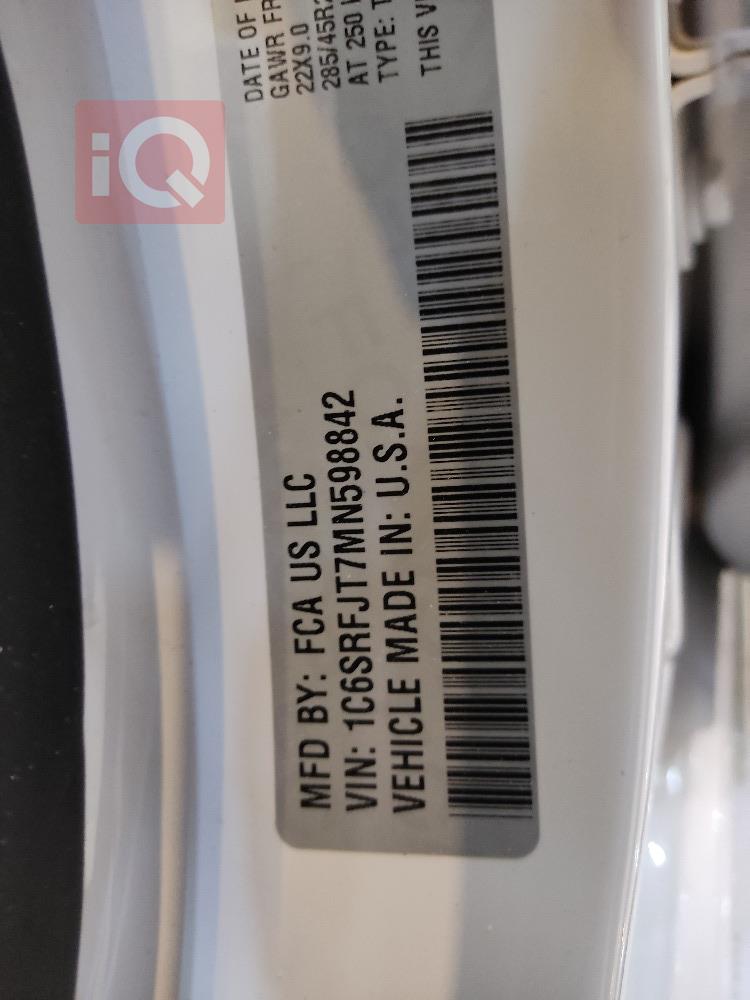 iQ
DATE OF
GAWR FR
22X9.0
285/45R2
AT 250
TYPE: T
THIS V
MFD BY: FCA US LLC
VIN: 1C6SRFJT7MN598842
VEHICLE MADE IN: U.S.A.